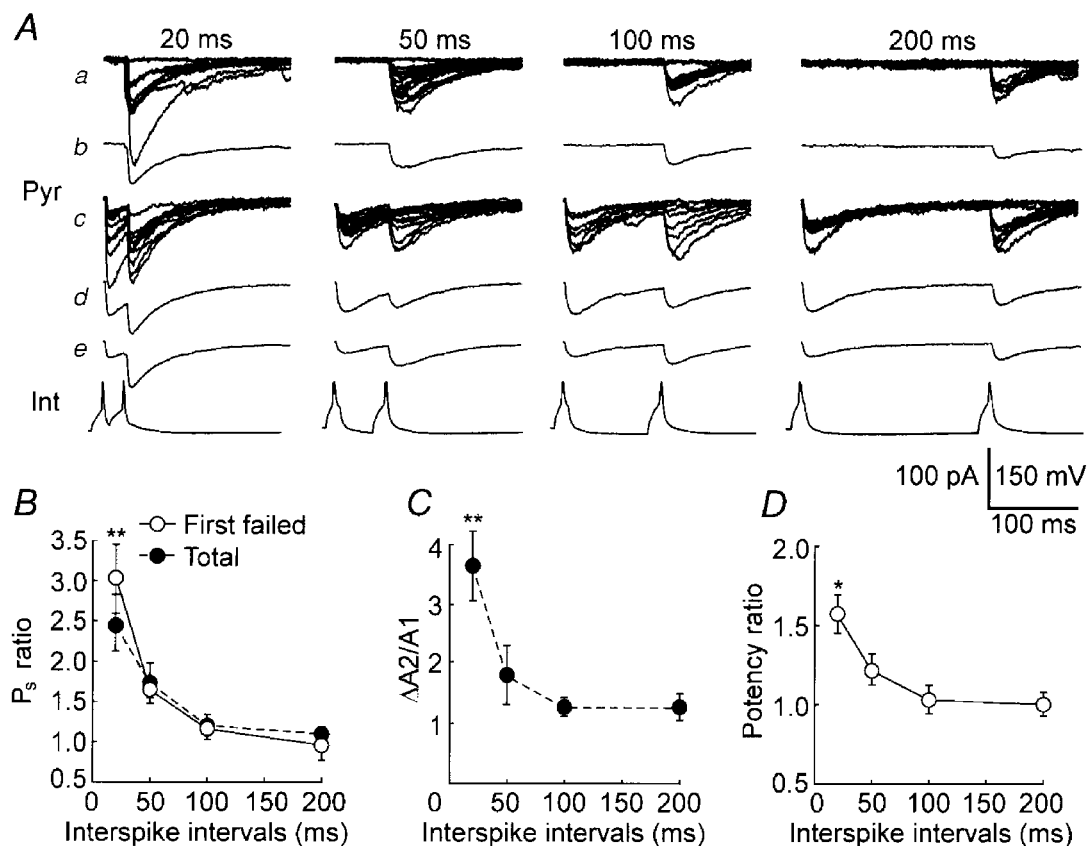 A
20 ms 50 ms 100 ms 200 ms
a
b
Pyr
c
d
e
Int
100 pA 150 mV
100 ms
B
**
First failed
Total
3.5
3.0
2.5
2.0
1.5
1.0
0.5
Ps ratio
0 50 100 150 200
Interspike intervals (ms)
C
**
4
3
2
1
ΔA2/A1
0 50 100 150 200
Interspike intervals (ms)
D
*
2.0
1.5
1.0
0.5
Potency ratio
0 50 100 150 200
Interspike intervals (ms)